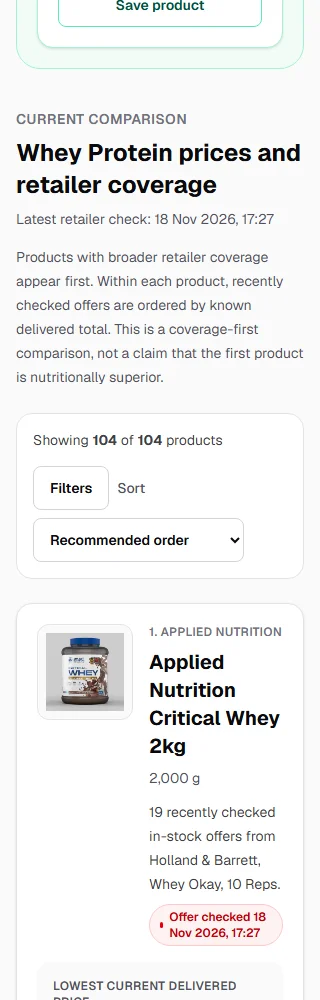 Save product
CURRENT COMPARISON
Whey Protein prices and
retailer coverage
Latest retailer check: 18 Nov 2026, 17:27
Products with broader retailer coverage
appear first. Within each product, recently
checked offers are ordered by known
delivered total. This is a coverage-first
comparison, not a claim that the first product
is nutritionally superior.
Showing 104 of 104 products
Filters
Sort
Recommended order
1. APPLIED NUTRITION
Applied
Nutrition
Critical Whey
2kg
WHEY
2,000 g
19 recently checked
in-stock offers from
Holland & Barrett,
Whey Okay, 10 Reps.
Offer checked 18
Nov 2026, 17:27
LOWEST CURRENT DELIVERED
PRICE